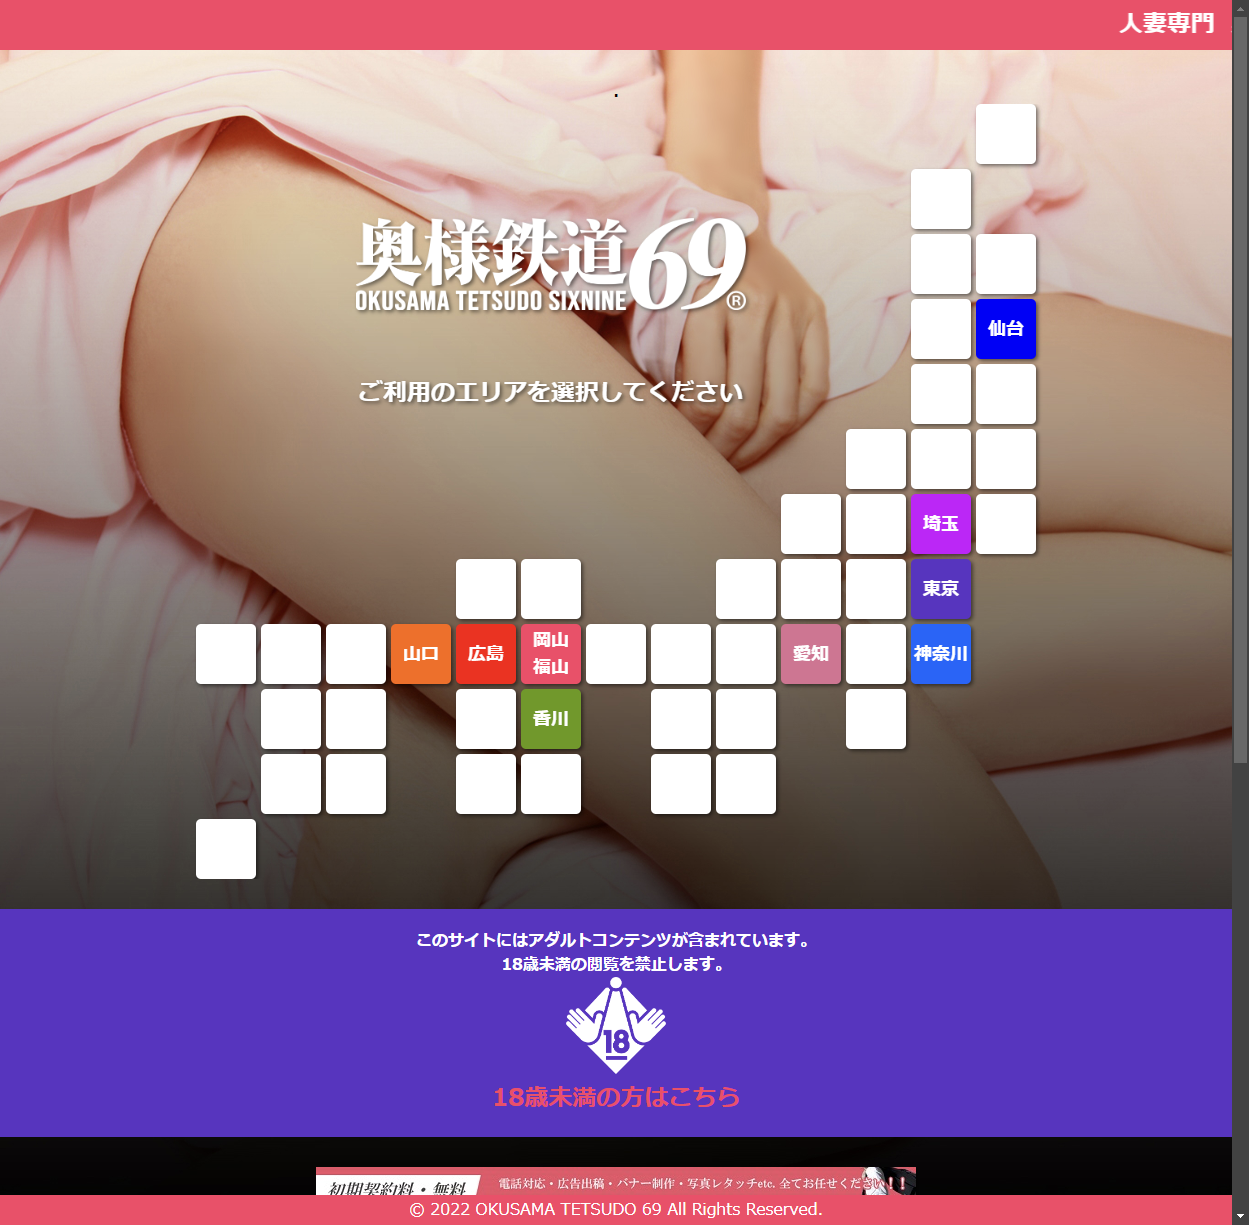 人妻専門
奥様鉄道69®
OKUSAMA TETSUDO SIXNINE
ご利用のエリアを選択してください
仙台
埼玉
東京
山口
広島
岡山
福山
愛知
神奈川
香川
このサイトにはアダルトコンテンツが含まれています。
18歳未満の閲覧を禁止します。
18
18歳未満の方はこちら
電話対応・広告出稿・バナー制作・写真レタッチetc. 全てお任せください!!
初期契約料・無料
© 2022 OKUSAMA TETSUDO 69 All Rights Reserved.